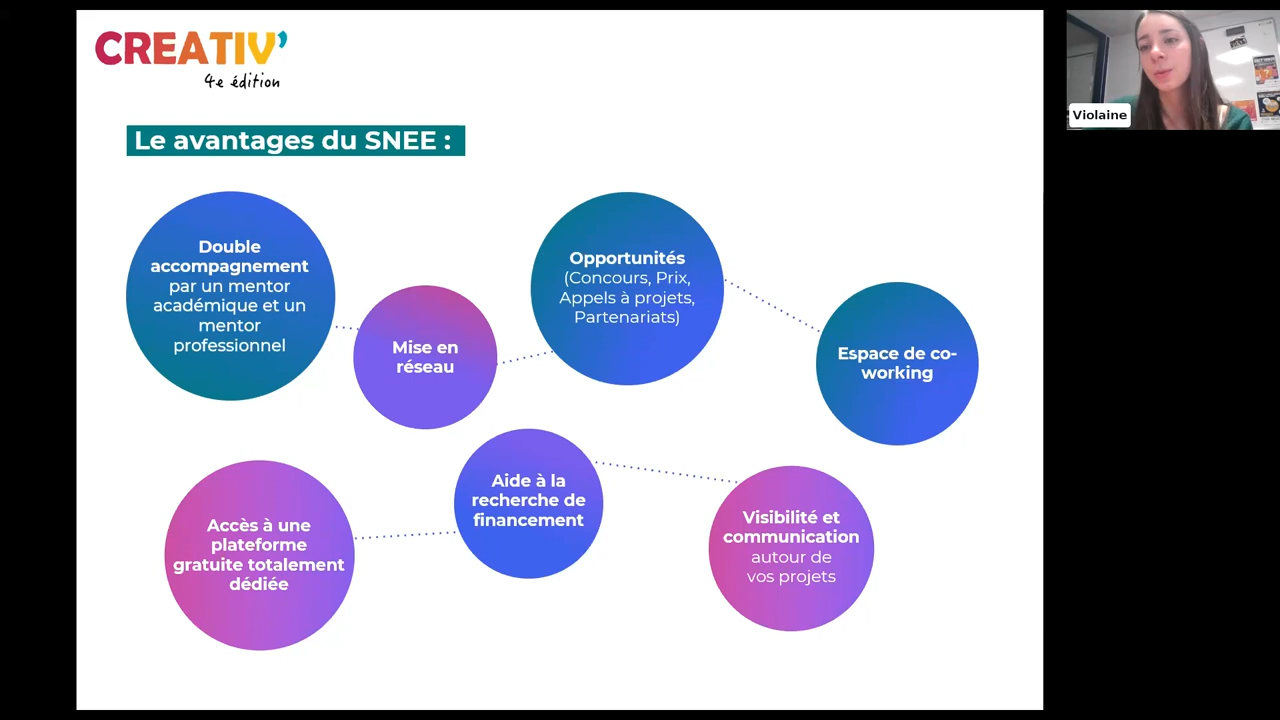 CREATIV'
4e édition
Violaine
Le avantages du SNEE :
Double
accompagnement
par un mentor
académique et un
mentor
professionnel
Mise en
réseau
Opportunités
(Concours, Prix,
Appels à projets,
Partenariats)
Espace de co-
working
Accès à une
plateforme
gratuite totalement
dédiée
Aide à la
recherche de
financement
Visibilité et
communication
autour de
vos projets